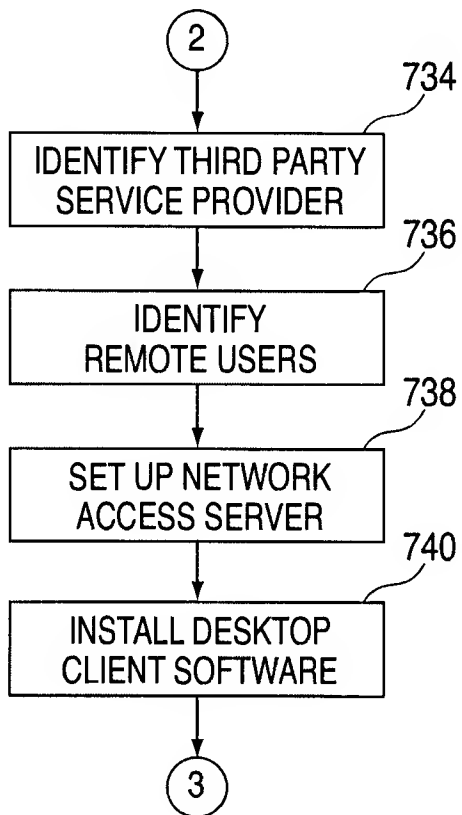 2
734
IDENTIFY THIRD PARTY
SERVICE PROVIDER
736
IDENTIFY
REMOTE USERS
738
SET UP NETWORK
ACCESS SERVER
740
INSTALL DESKTOP
CLIENT SOFTWARE
3